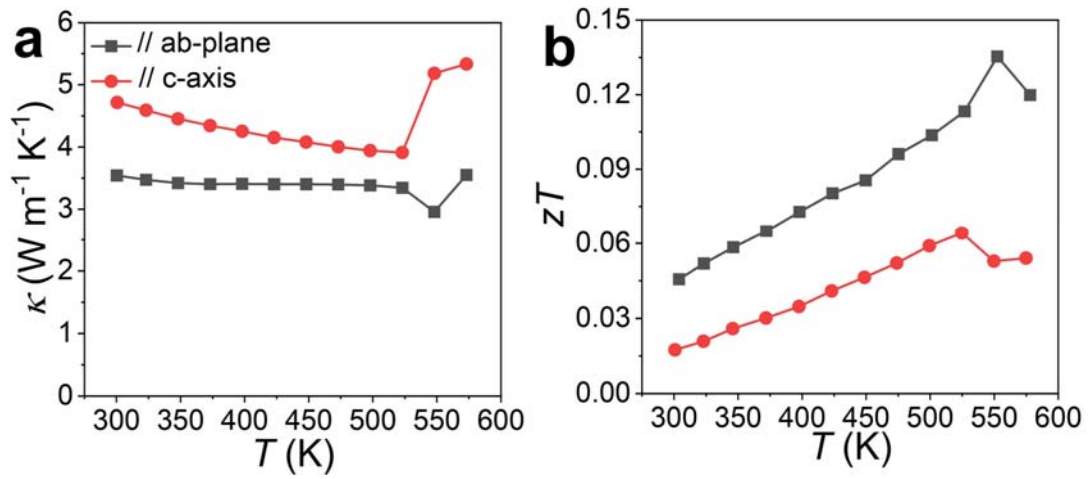 a
// ab-plane
// c-axis
κ (W m⁻¹ K⁻¹)
6
5
4
3
2
1
0
300 350 400 450 500 550 600
T (K)
b
zT
0.15
0.12
0.09
0.06
0.03
0.00
300 350 400 450 500 550 600
T (K)